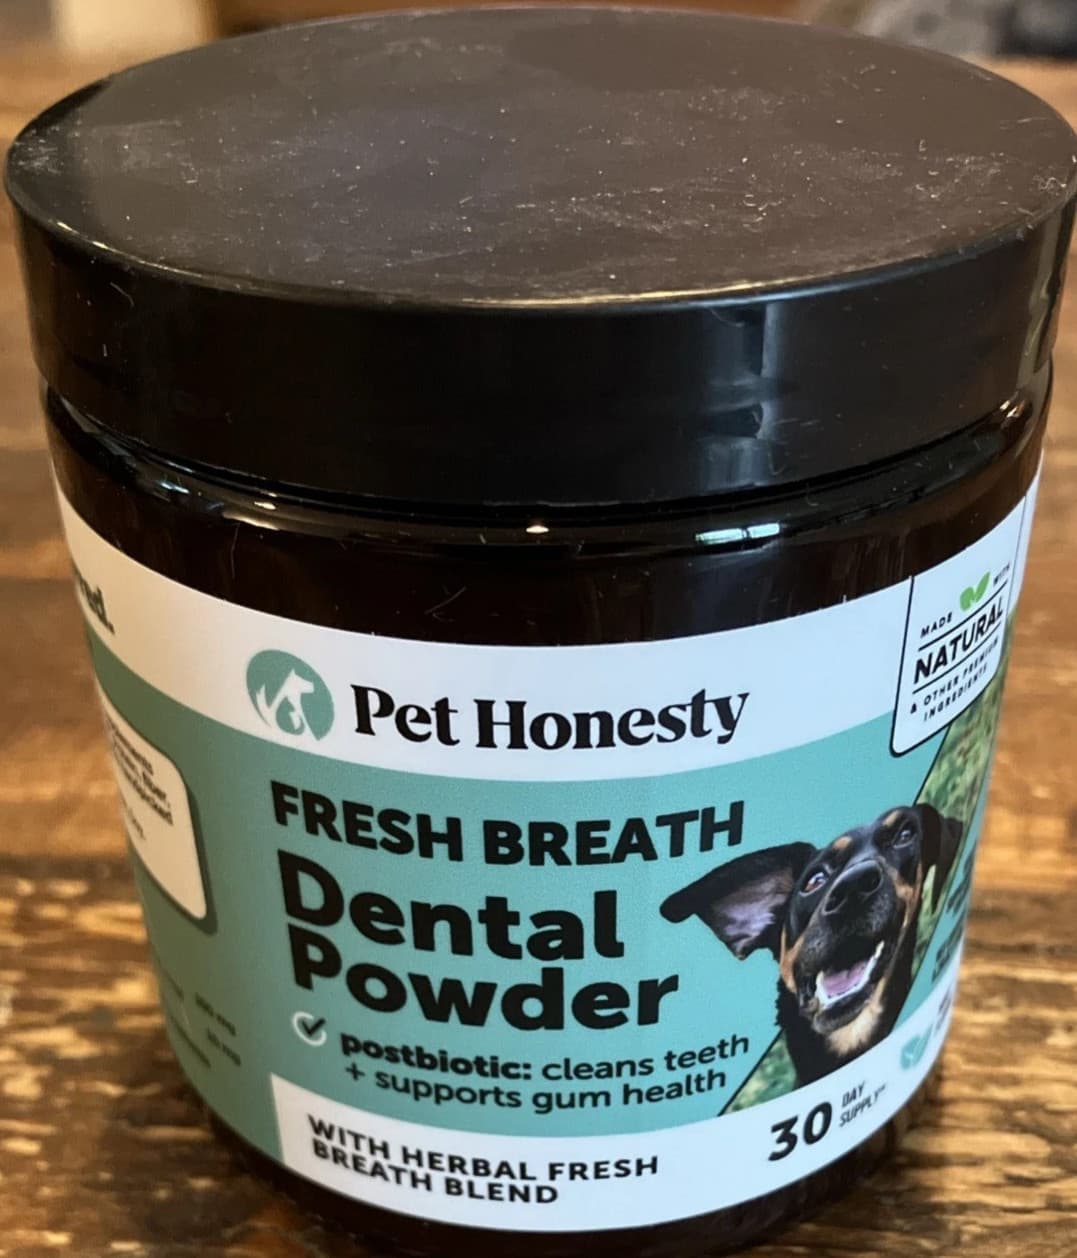 Pet Honesty
MADE WITH
NATURAL
& OTHER PREMIUM
INGREDIENTS
FRESH BREATH
Dental
Powder
postbiotic: cleans teeth
+ supports gum health
WITH HERBAL FRESH
BREATH BLEND
30 DAY
SUPPLY